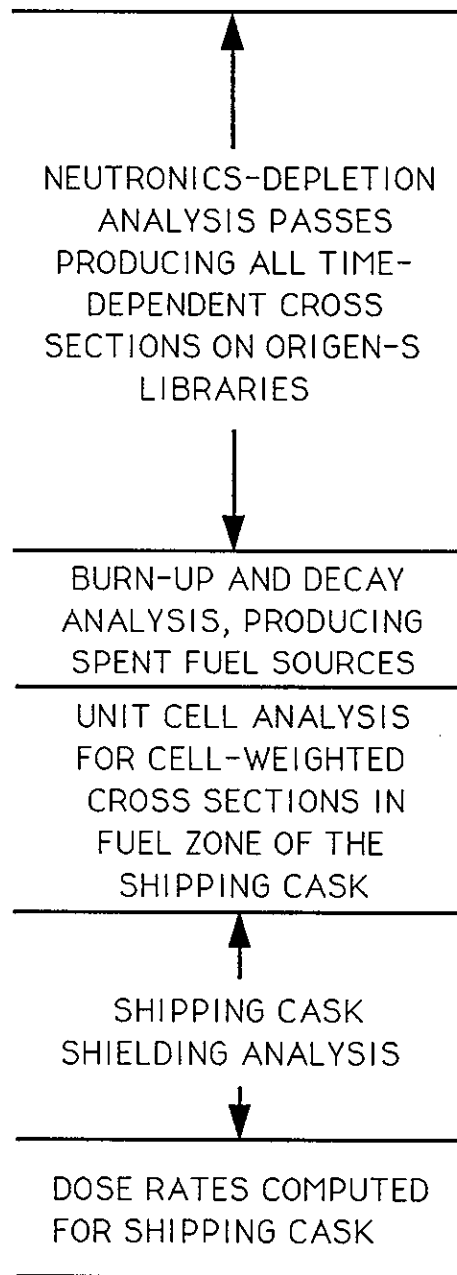 NEUTRONICS-DEPLETION
ANALYSIS PASSES
PRODUCING ALL TIME-
DEPENDENT CROSS
SECTIONS ON ORIGEN-S
LIBRARIES
BURN-UP AND DECAY
ANALYSIS, PRODUCING
SPENT FUEL SOURCES
UNIT CELL ANALYSIS
FOR CELL-WEIGHTED
CROSS SECTIONS IN
FUEL ZONE OF THE
SHIPPING CASK
SHIPPING CASK
SHIELDING ANALYSIS
DOSE RATES COMPUTED
FOR SHIPPING CASK